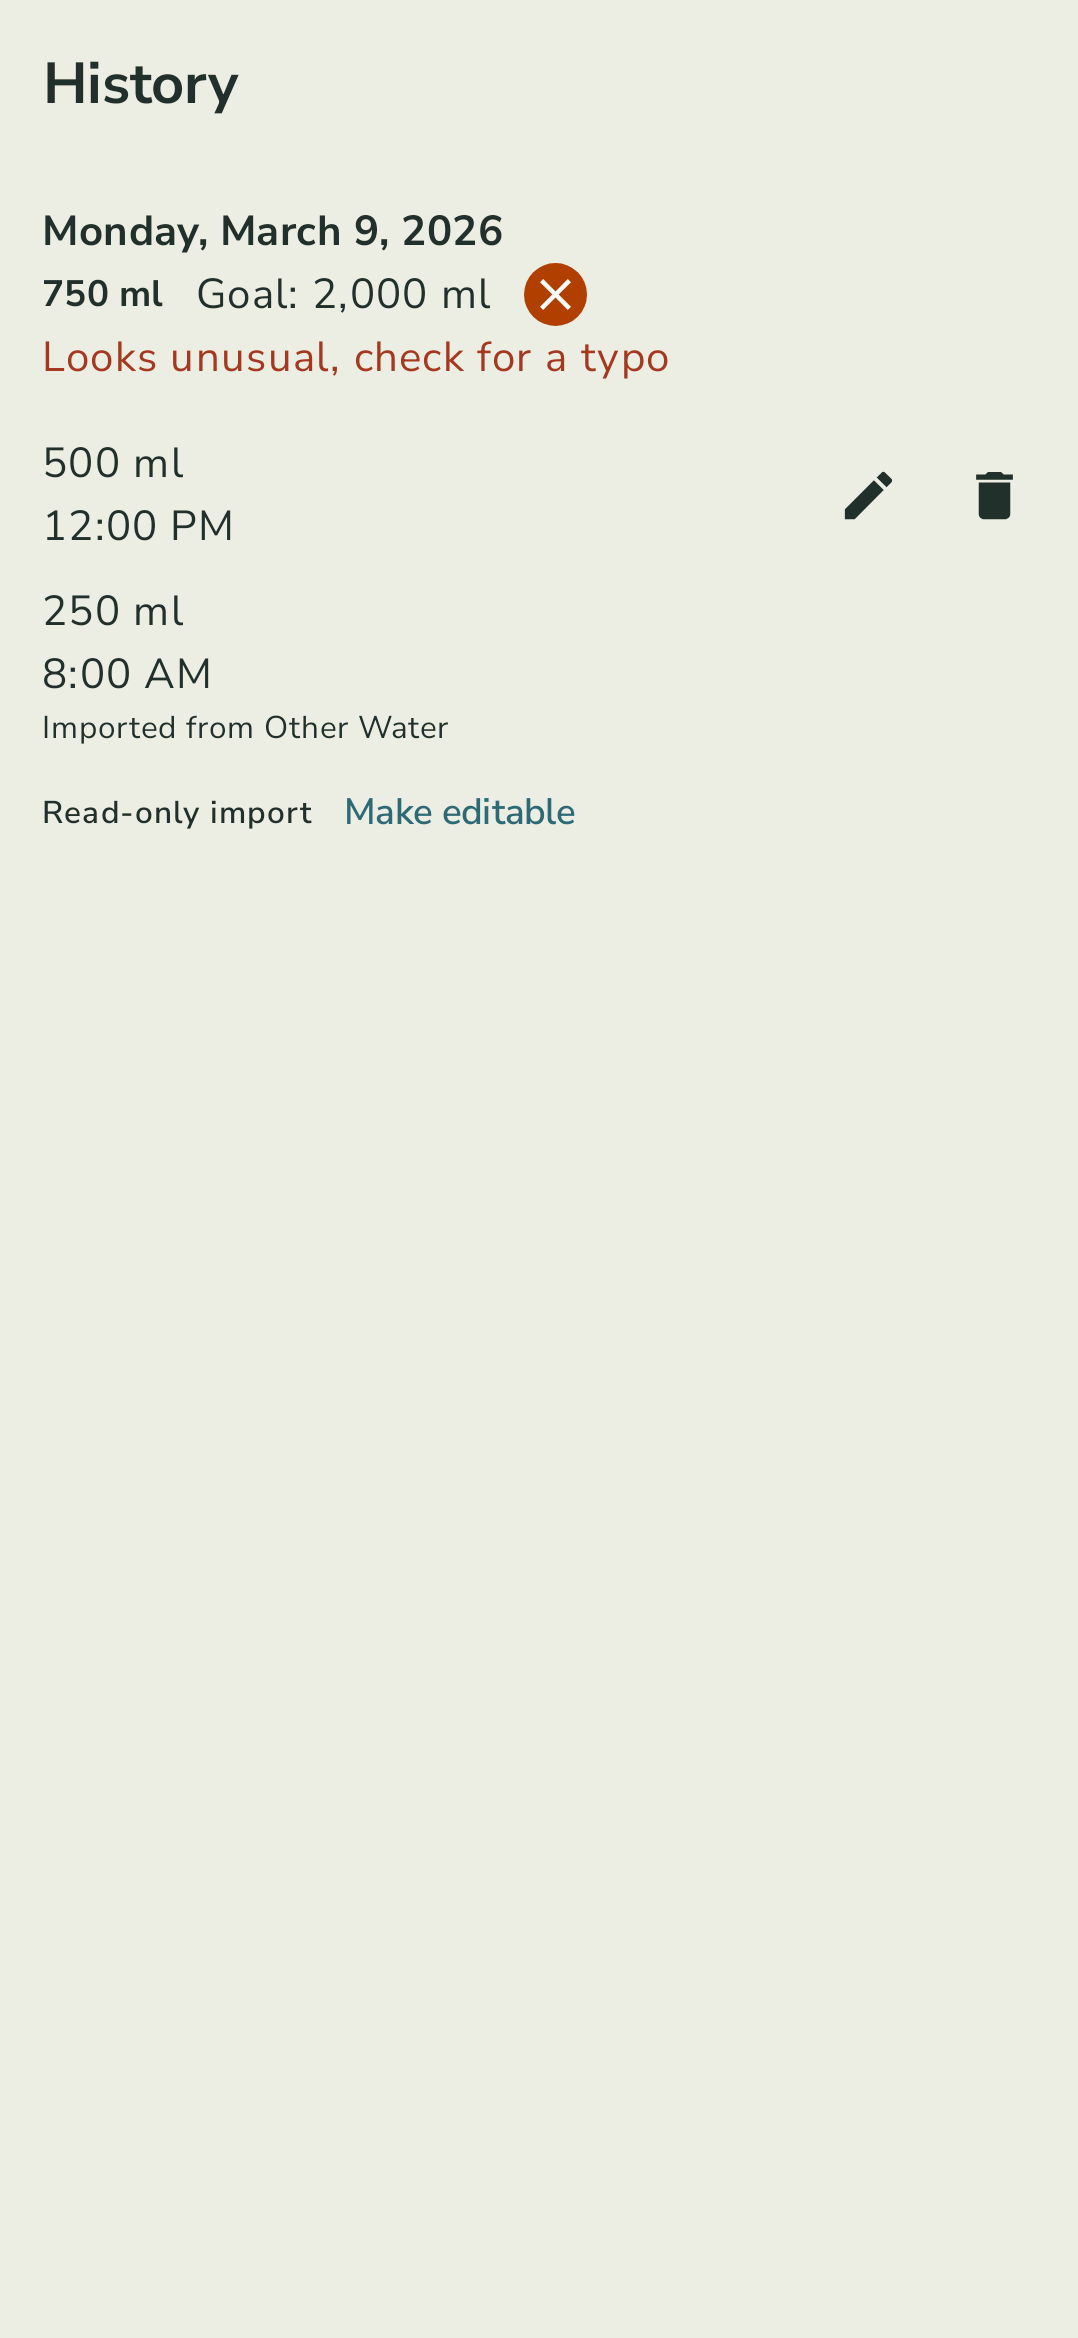 History
Monday, March 9, 2026
750 ml Goal: 2,000 ml
Looks unusual, check for a typo
500 ml
12:00 PM
250 ml
8:00 AM
Imported from Other Water
Read-only import Make editable